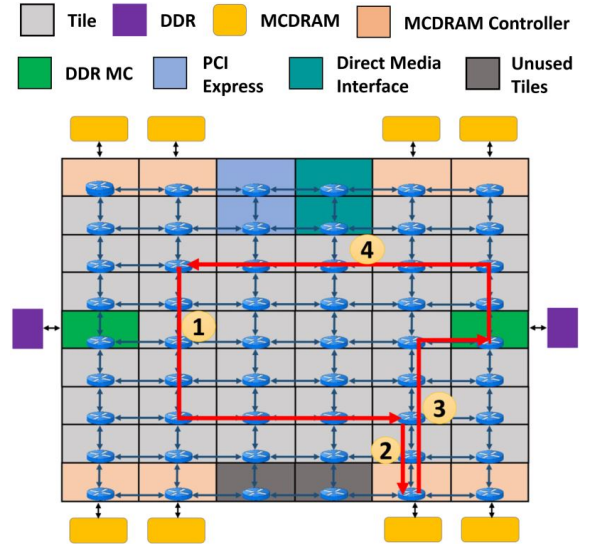 Tile
DDR
MCDRAM
MCDRAM Controller
DDR MC
PCI
Express
Direct Media
Interface
Unused
Tiles
4
1
3
2